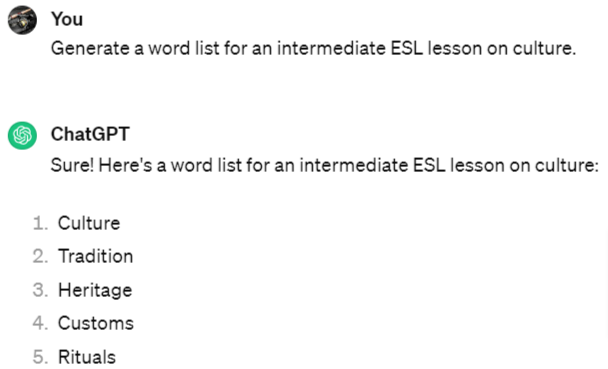 You
Generate a word list for an intermediate ESL lesson on culture.
ChatGPT
Sure! Here's a word list for an intermediate ESL lesson on culture:
1. Culture
2. Tradition
3. Heritage
4. Customs
5. Rituals